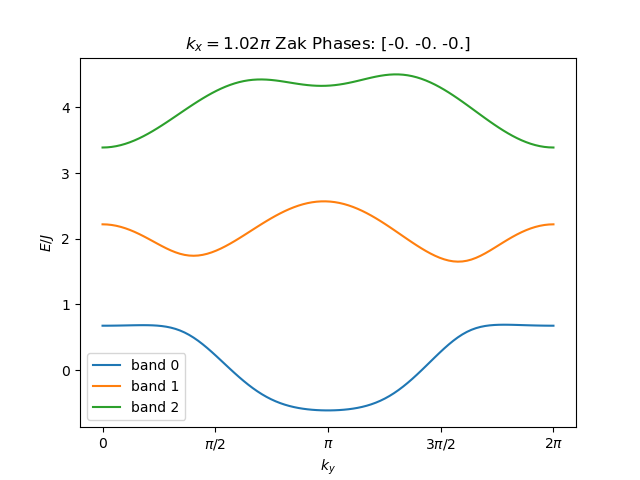 $k_x = 1.02\pi$ Zak Phases: [-0. -0. -0.]
E/J
4
3
2
1
0
band 0
band 1
band 2
0
π/2
π
3π/2
2π
$k_y$